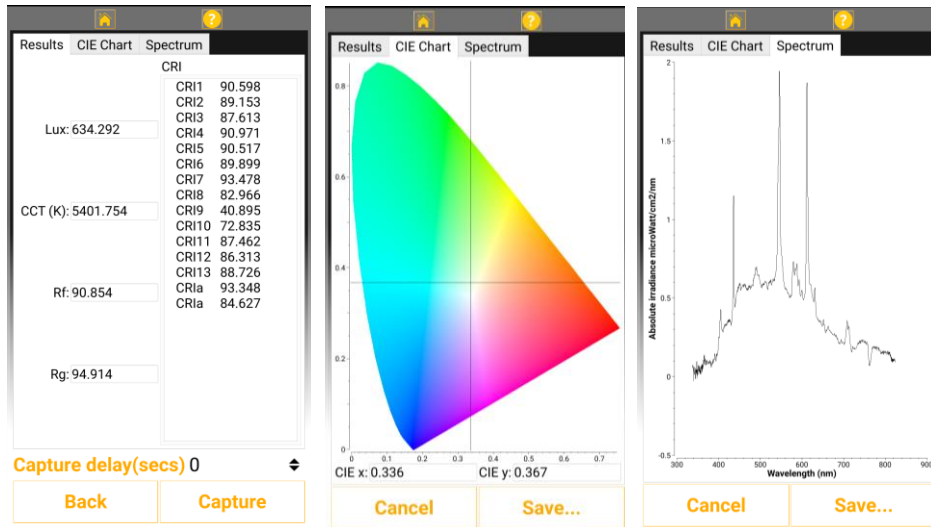 ?
Results CIE Chart Spectrum
CRI
CRI1 90.598
CRI2 89.153
CRI3 87.613
Lux: 634.292
CRI4 90.971
CRI5 90.517
CRI6 89.899
CRI7 93.478
CRI8 82.966
CCT (K): 5401.754
CRI9 40.895
CRI10 72.835
CRI11 87.462
CRI12 86.313
CRI13 88.726
Rf: 90.854
CRIa 93.348
CRIa 84.627
Rg: 94.914
Capture delay(secs) 0
Back Capture
?
Results CIE Chart Spectrum
0.8
0.6
0.4
0.2
0
0 0.1 0.2 0.3 0.4 0.5 0.6 0.7
CIE x: 0.336 CIE y: 0.367
Cancel Save...
?
Results CIE Chart Spectrum
2
1.5
1
0.5
0
-0.5
Absolute irradiance microWatt/cm2/nm
300 400 500 600 700 800 900
Wavelength (nm)
Cancel Save...